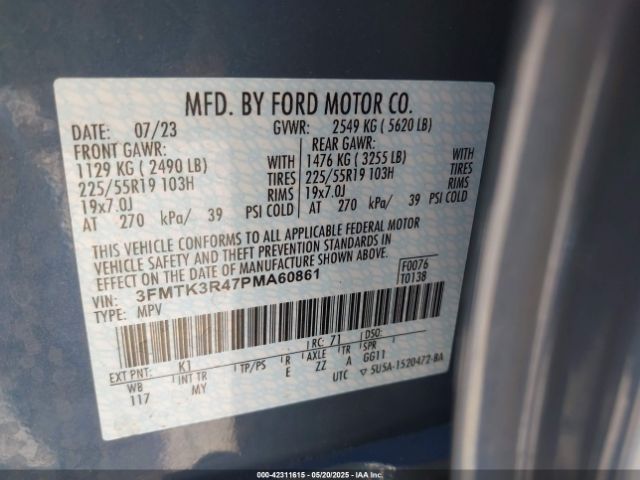 MFD. BY FORD MOTOR CO.
DATE: 07/23 GVWR: 2549 KG ( 5620 LB)
FRONT GAWR: REAR GAWR:
1129 KG ( 2490 LB) WITH 1476 KG ( 3255 LB) WITH
225/55R19 103H TIRES 225/55R19 103H TIRES
19x7.0J RIMS 19x7.0J RIMS
AT 270 kPa/ 39 PSI COLD AT 270 kPa/ 39 PSI COLD
THIS VEHICLE CONFORMS TO ALL APPLICABLE FEDERAL MOTOR
VEHICLE SAFETY AND THEFT PREVENTION STANDARDS IN
EFFECT ON THE DATE OF MANUFACTURE SHOWN ABOVE.
VIN: 3FMTK3R47PMA60861 F0076
TYPE: MPV T0138
RC: 71 DSO:
EXT PNT: K1
WB INT TR TP/PS R AXLE TR SPR
117 MY E ZZ A GG11
UTC ▽ 5U5A-1520472-BA
000-42311615 - 05/20/2025 - IAA Inc.